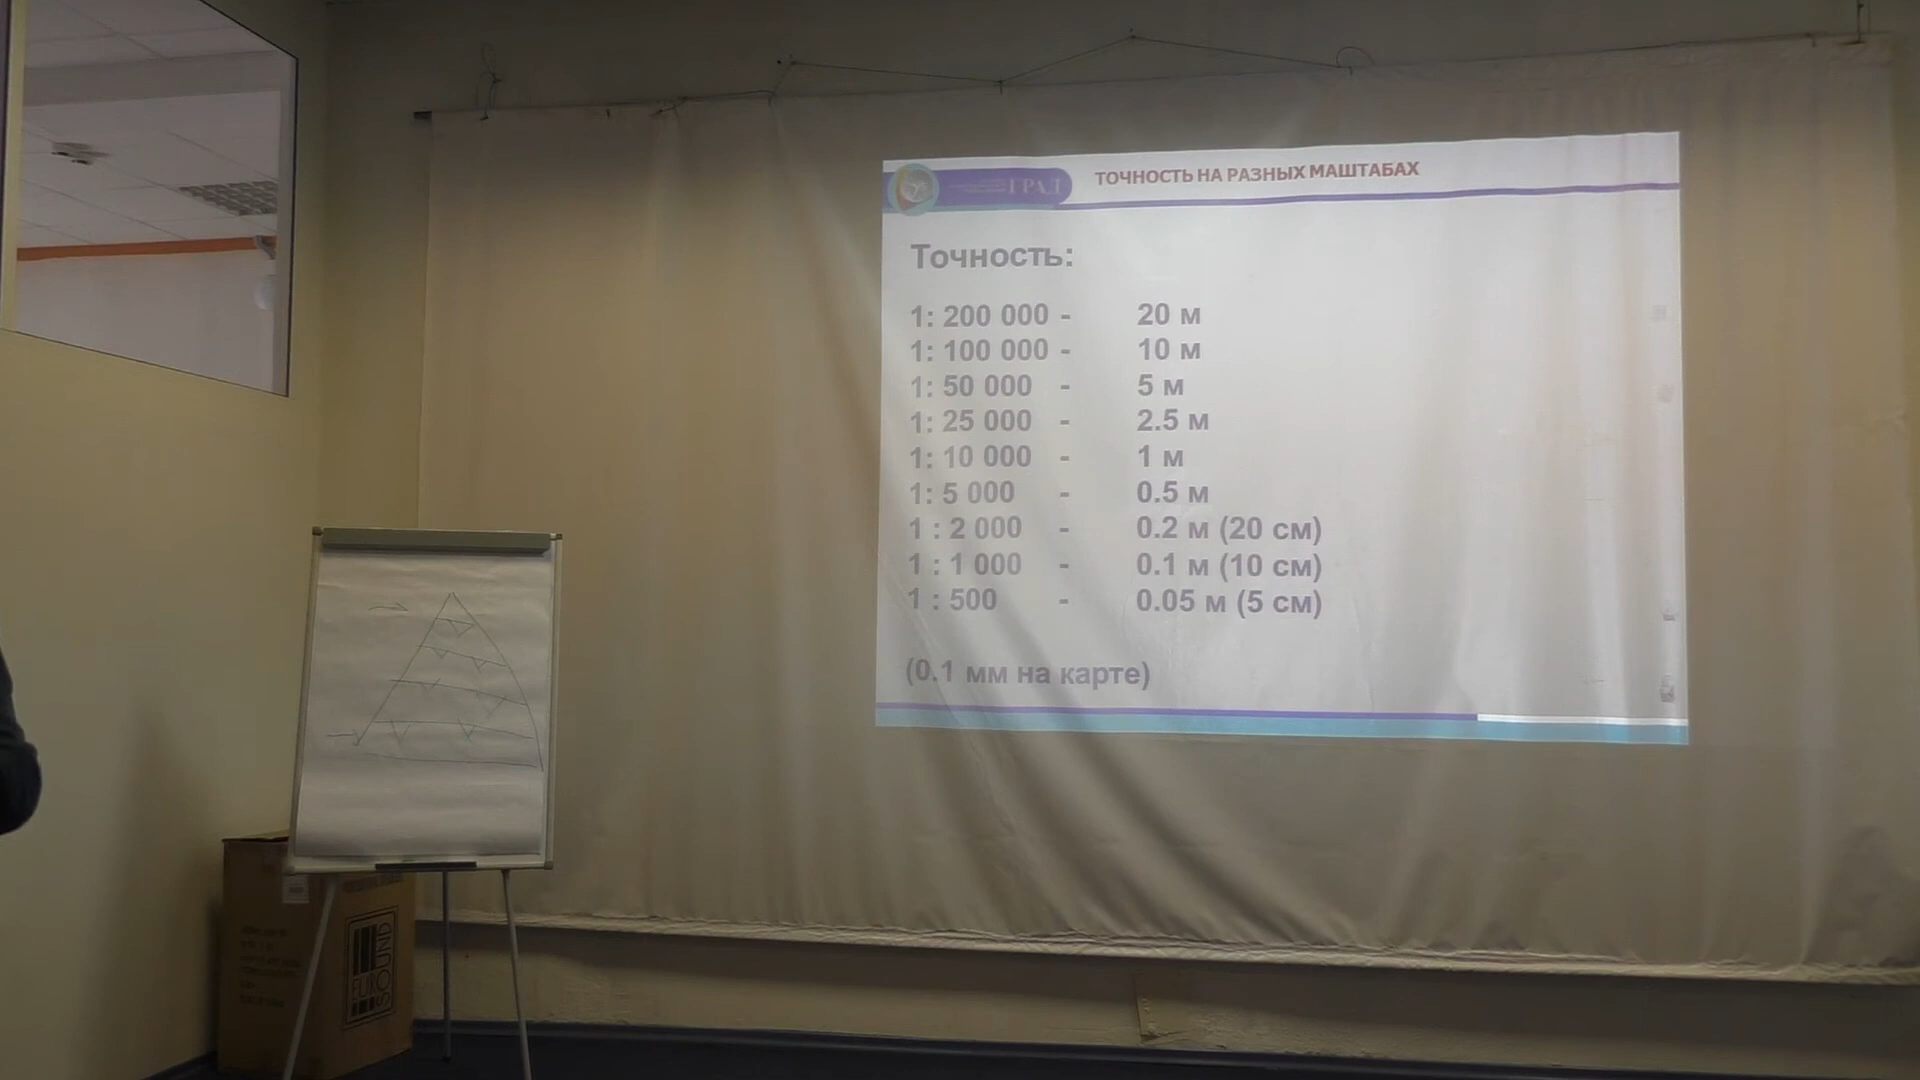 ГРАД
ТОЧНОСТЬ НА РАЗНЫХ МАШТАБАХ
Точность:
1: 200 000 - 20 м
1: 100 000 - 10 м
1: 50 000 - 5 м
1: 25 000 - 2.5 м
1: 10 000 - 1 м
1: 5 000 - 0.5 м
1 : 2 000 - 0.2 м (20 см)
1 : 1 000 - 0.1 м (10 см)
1 : 500 - 0.05 м (5 см)
(0.1 мм на карте)
EUROSOUND